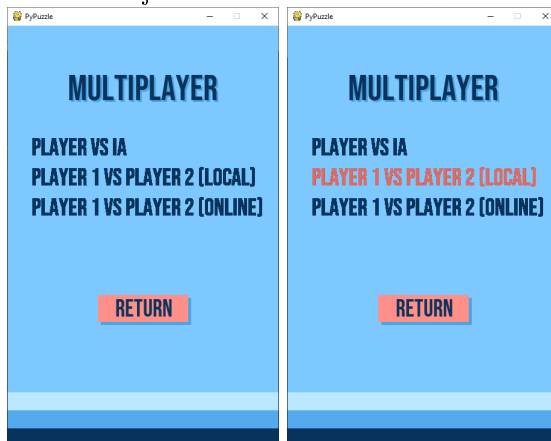 PyPuzzle
MULTIPLAYER
PLAYER VS IA
PLAYER 1 VS PLAYER 2 (LOCAL)
PLAYER 1 VS PLAYER 2 (ONLINE)
RETURN
PyPuzzle
MULTIPLAYER
PLAYER VS IA
PLAYER 1 VS PLAYER 2 (LOCAL)
PLAYER 1 VS PLAYER 2 (ONLINE)
RETURN